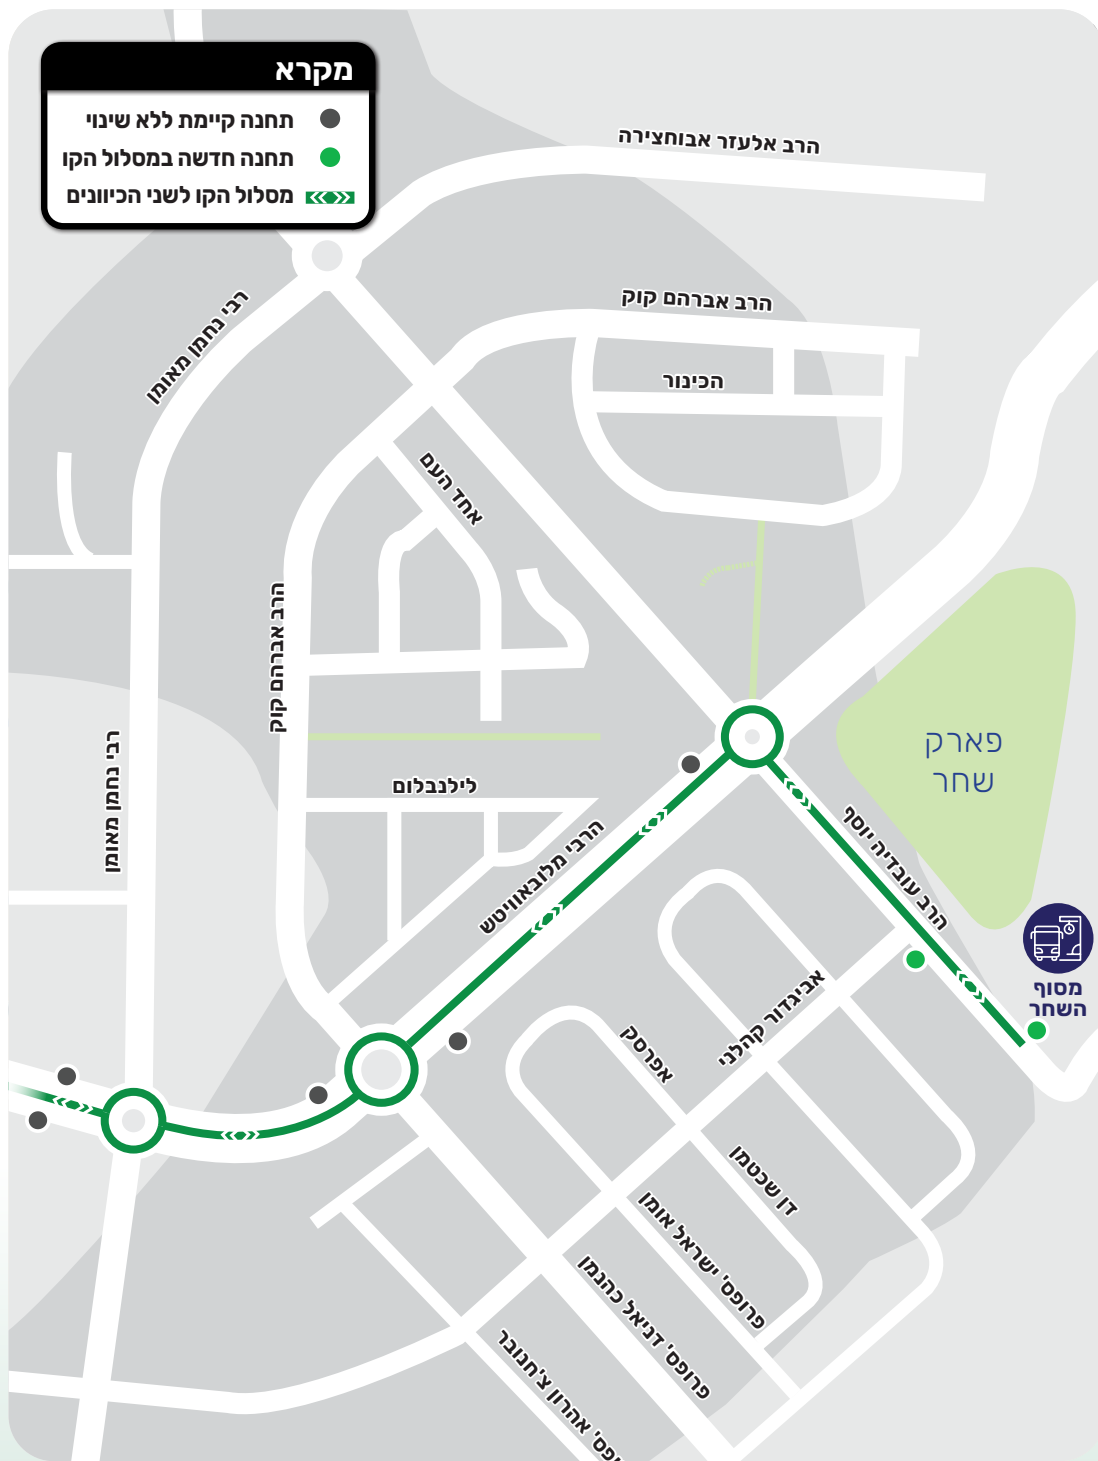 מקרא
תחנה קיימת ללא שינוי
תחנה חדשה במסלול הקו
מסלול הקו לשני הכיוונים
הרב אלעזר אבוחצירה
הרב אברהם קוק
רבי נחמן מאומן
הכינור
אחד העם
הרב אברהם קוק
רבי נחמן מאומן
פארק
שחר
לילנבלום
הרבי מלובאוויטש
הרב עובדיה יוסף
מסוף
השחר
אביגדור קהלני
אפרסק
דן שכטמן
פרופס' ישראל אומן
פרופס' דניאל כהנמן
יפס' אהרון צ'חנובר